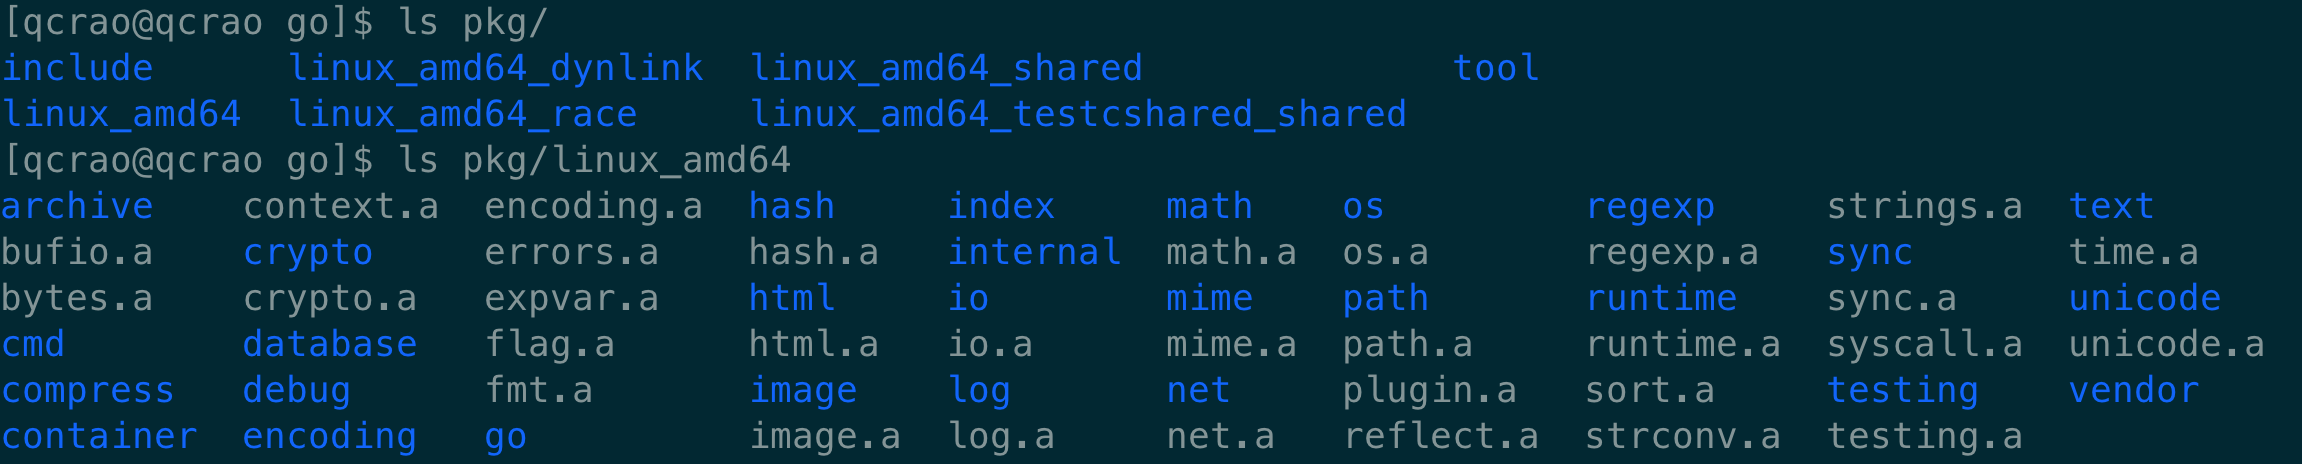 [qcrao@qcrao go]$ ls pkg/
include linux_amd64_dynlink linux_amd64_shared tool
linux_amd64 linux_amd64_race linux_amd64_testcshared_shared
[qcrao@qcrao go]$ ls pkg/linux_amd64
archive context.a encoding.a hash index math os regexp strings.a text
bufio.a crypto errors.a hash.a internal math.a os.a regexp.a sync time.a
bytes.a crypto.a expvar.a html io mime path runtime sync.a unicode
cmd database flag.a html.a io.a mime.a path.a runtime.a syscall.a unicode.a
compress debug fmt.a image log net plugin.a sort.a testing vendor
container encoding go image.a log.a net.a reflect.a strconv.a testing.a